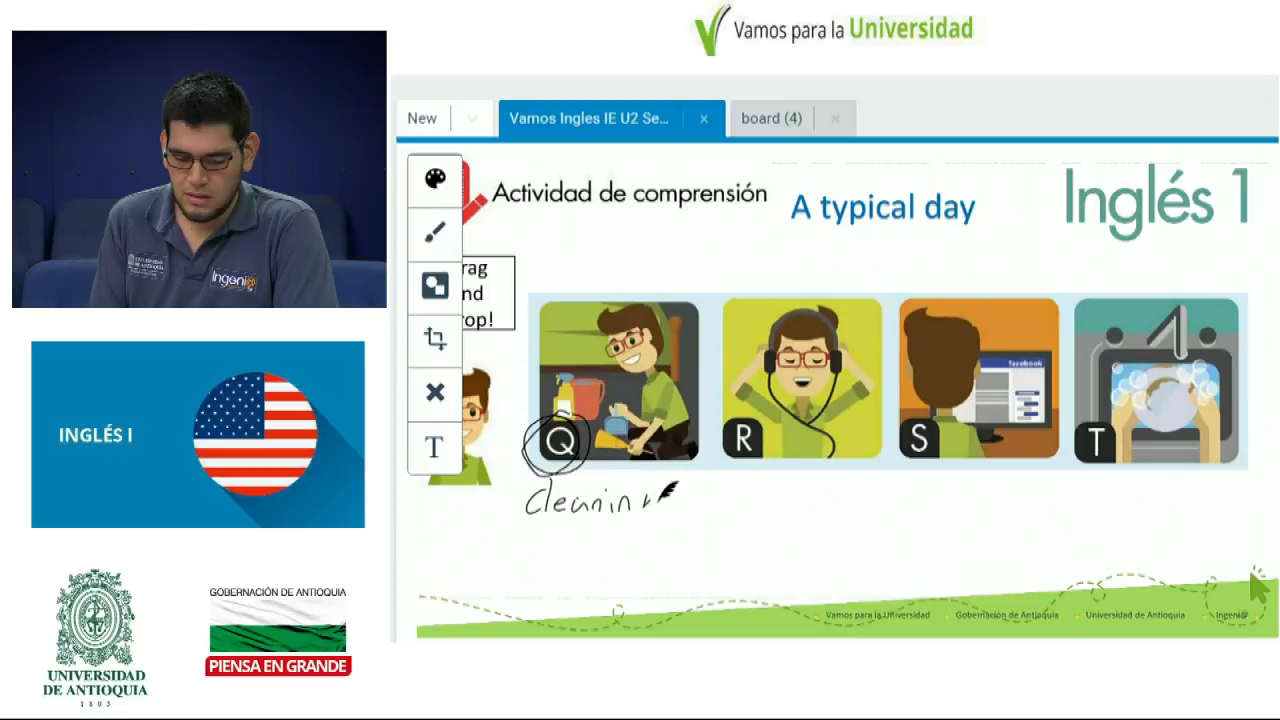 Vamos para la Universidad
New
Vamos Ingles IE U2 Se...
board (4)
Actividad de comprensión
A typical day
Inglés 1
rag
nd
rop!
facebook
Q
R
S
T
T
Cleanin
Ingeni@
INGLÉS I
UNIVERSIDAD
DE ANTIOQUIA
1803
GOBERNACIÓN DE ANTIOQUIA
PIENSA EN GRANDE
Vamos para la Universidad
Gobernación de Antioquia
Universidad de Antioquia
Ingeni@